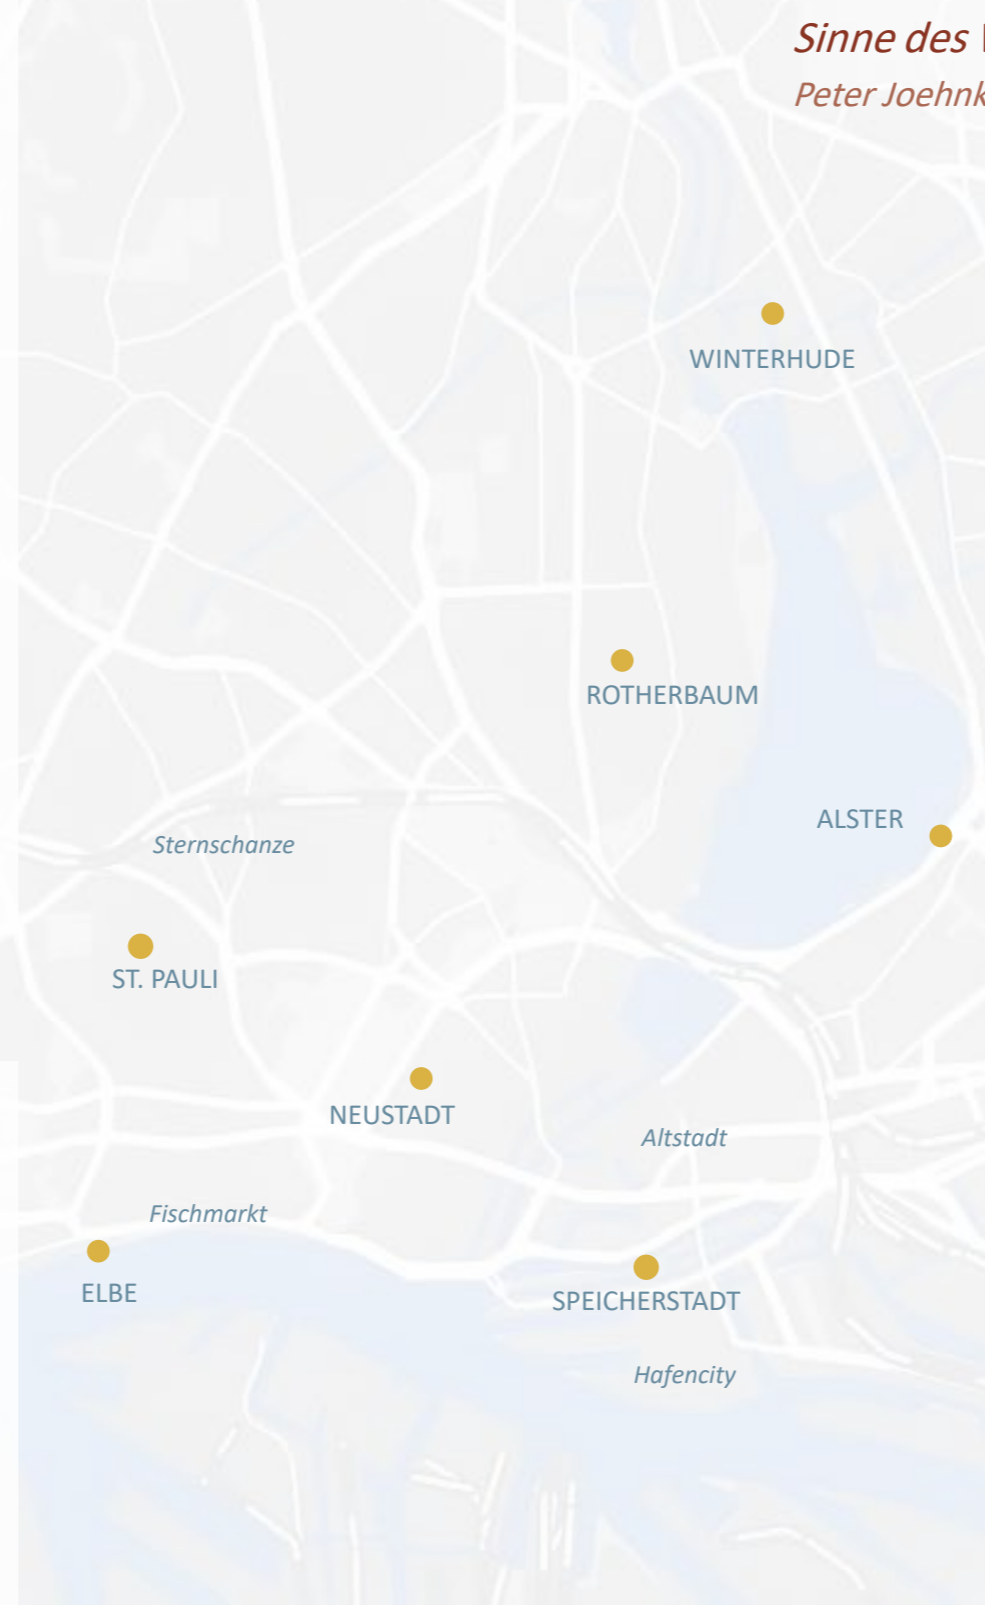 Sinne des
Peter Joehnk
WINTERHUDE
ROTHERBAUM
ALSTER
Sternschanze
ST. PAULI
NEUSTADT
Altstadt
Fischmarkt
ELBE
SPEICHERSTADT
Hafencity